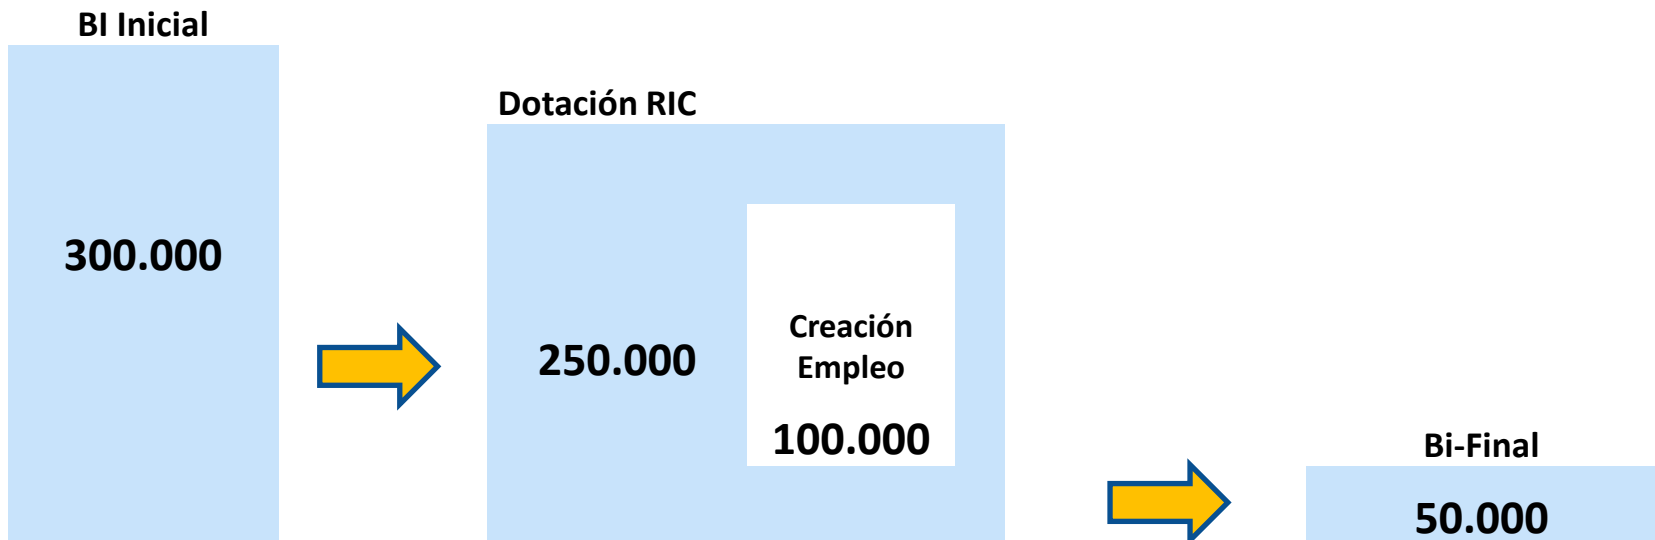 BI Inicial
300.000
Dotación RIC
250.000
Creación
Empleo
100.000
Bi-Final
50.000